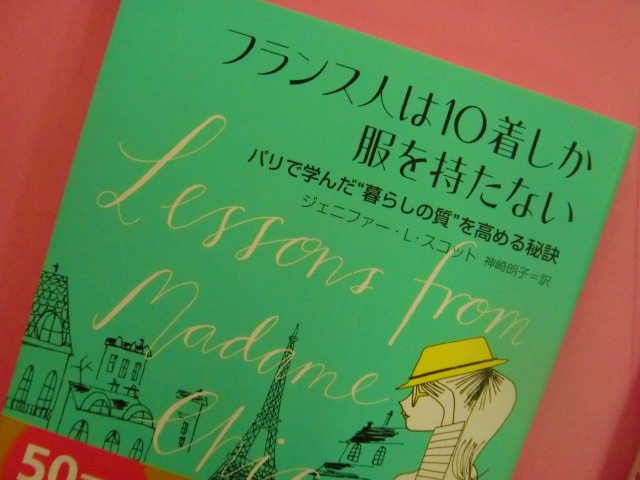 フランス人は10着しか
服を持たない
パリで学んだ“暮らしの質”を高める秘訣
ジェニファー・L・スコット 神崎朗子=訳
Lessons from
Madame
Chic
50